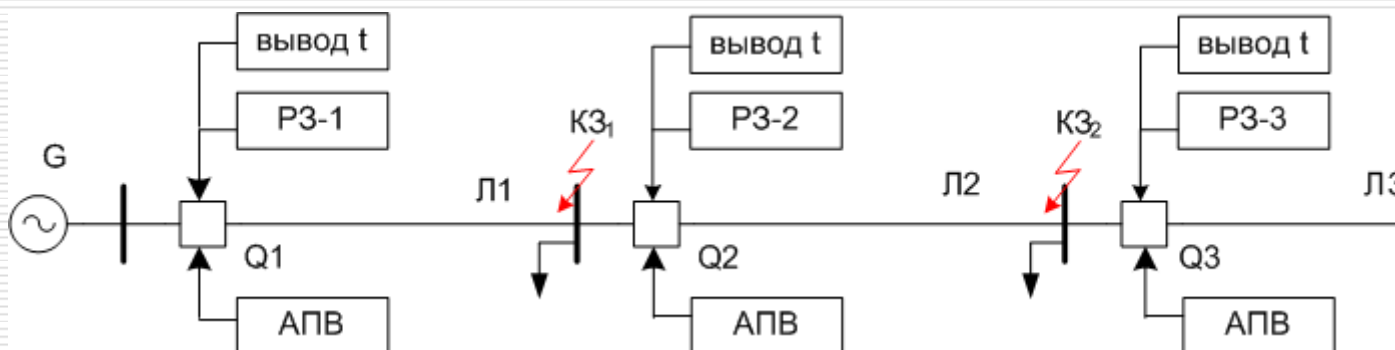 вывод t
вывод t
вывод t
РЗ-1
РЗ-2
РЗ-3
КЗ1
КЗ2
G
Л1
Л2
Л3
Q1
Q2
Q3
АПВ
АПВ
АПВ